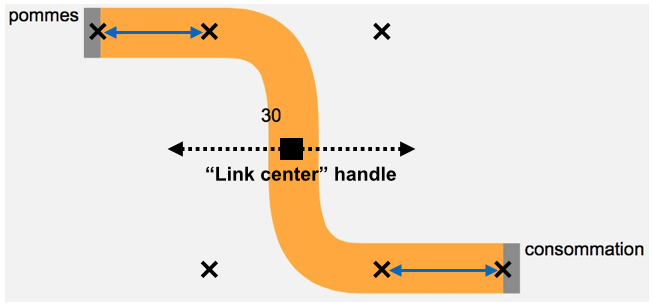 pommes
30
“Link center” handle
consommation